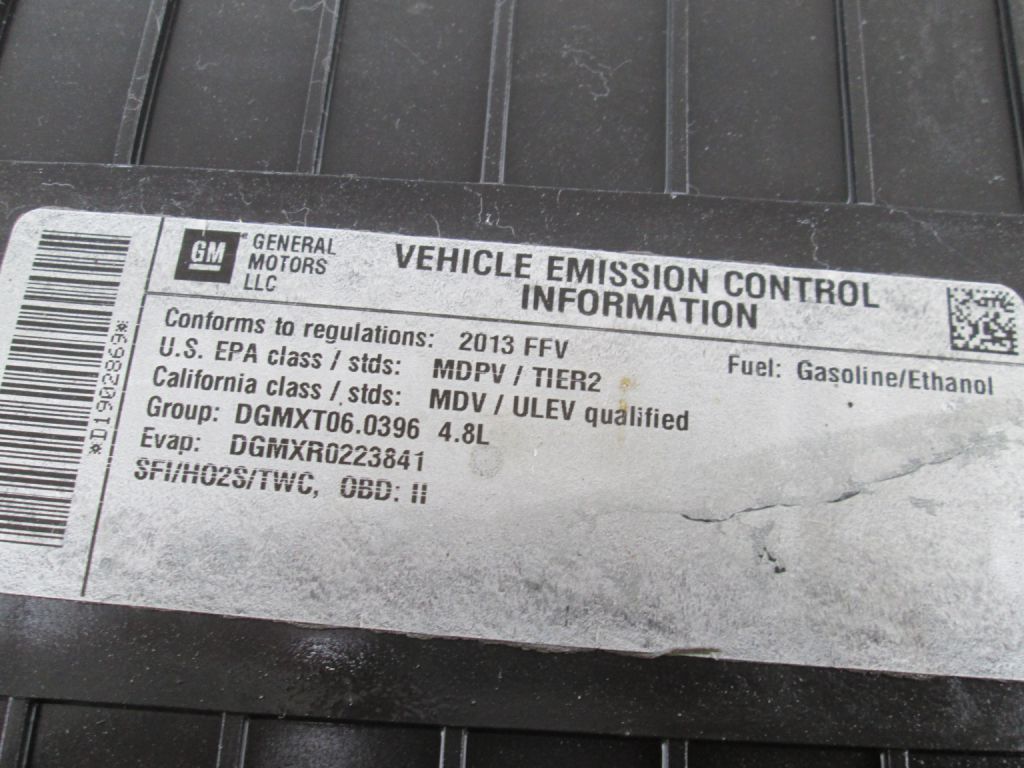 GM
GENERAL
MOTORS
LLC
VEHICLE EMISSION CONTROL
INFORMATION
Conforms to regulations: 2013 FFV
Fuel: Gasoline/Ethanol
U.S. EPA class / stds: MDPV / TIER2
California class / stds: MDV / ULEV qualified
Group: DGMXT06.0396 4.8L
Evap: DGMXR0223841
SFI/HO2S/TWC, OBD: II
*D19028869*